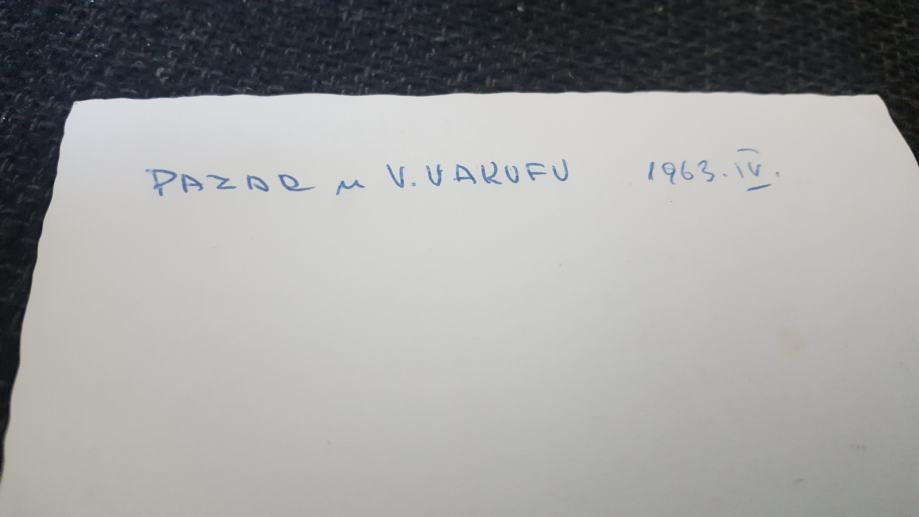 PAZAR u V. VAKUFU 1963. IV.